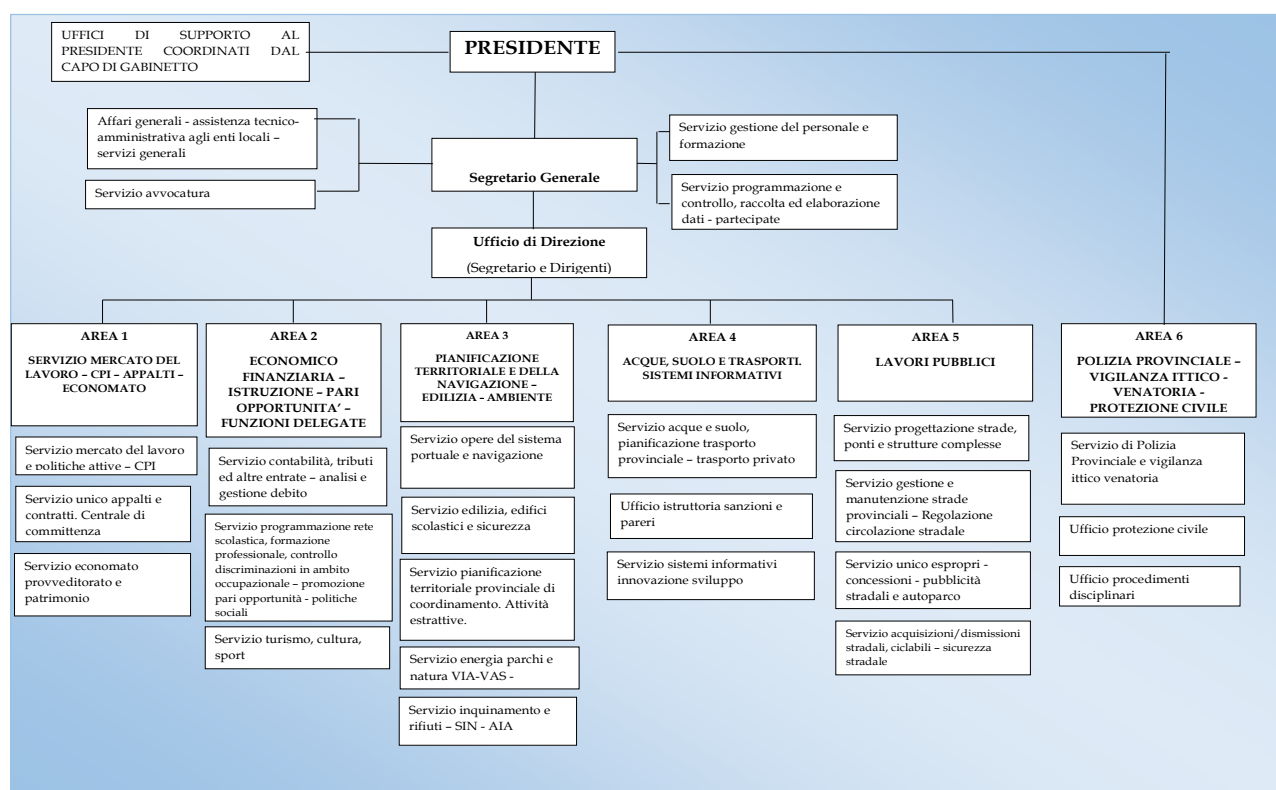 UFFICI DI SUPPORTO AL
PRESIDENTE COORDINATI DAL
CAPO DI GABINETTO
PRESIDENTE
Affari generali - assistenza tecnico-
amministrativa agli enti locali –
servizi generali
Servizio avvocatura
Segretario Generale
Servizio gestione del personale e
formazione
Servizio programmazione e
controllo, raccolta ed elaborazione
dati - partecipate
Ufficio di Direzione
(Segretario e Dirigenti)
AREA 1
SERVIZIO MERCATO DEL
LAVORO – CPI – APPALTI –
ECONOMATO
Servizio mercato del lavoro
e politiche attive – CPI
Servizio unico appalti e
contratti. Centrale di
committenza
Servizio economato
provveditorato e
patrimonio
AREA 2
ECONOMICO
FINANZIARIA –
ISTRUZIONE – PARI
OPPORTUNITA’ –
FUNZIONI DELEGATE
Servizio contabilità, tributi
ed altre entrate – analisi e
gestione debito
Servizio programmazione rete
scolastica, formazione
professionale, controllo
discriminazioni in ambito
occupazionale – promozione
pari opportunità - politiche
sociali
Servizio turismo, cultura,
sport
AREA 3
PIANIFICAZIONE
TERRITORIALE E DELLA
NAVIGAZIONE –
EDILIZIA - AMBIENTE
Servizio opere del sistema
portuale e navigazione
Servizio edilizia, edifici
scolastici e sicurezza
Servizio pianificazione
territoriale provinciale di
coordinamento. Attività
estrattive.
Servizio energia parchi e
natura VIA-VAS -
Servizio inquinamento e
rifiuti – SIN - AIA
AREA 4
ACQUE, SUOLO E TRASPORTI.
SISTEMI INFORMATIVI
Servizio acque e suolo,
pianificazione trasporto
provinciale – trasporto privato
Ufficio istruttoria sanzioni e
pareri
Servizio sistemi informativi
innovazione sviluppo
AREA 5
LAVORI PUBBLICI
Servizio progettazione strade,
ponti e strutture complesse
Servizio gestione e
manutenzione strade
provinciali – Regolazione
circolazione stradale
Servizio unico espropri -
concessioni - pubblicità
stradali e autoparco
Servizio acquisizioni/dismissioni
stradali, ciclabili – sicurezza
stradale
AREA 6
POLIZIA PROVINCIALE –
VIGILANZA ITTICO -
VENATORIA -
PROTEZIONE CIVILE
Servizio di Polizia
Provinciale e vigilanza
ittico venatoria
Ufficio protezione civile
Ufficio procedimenti
disciplinari